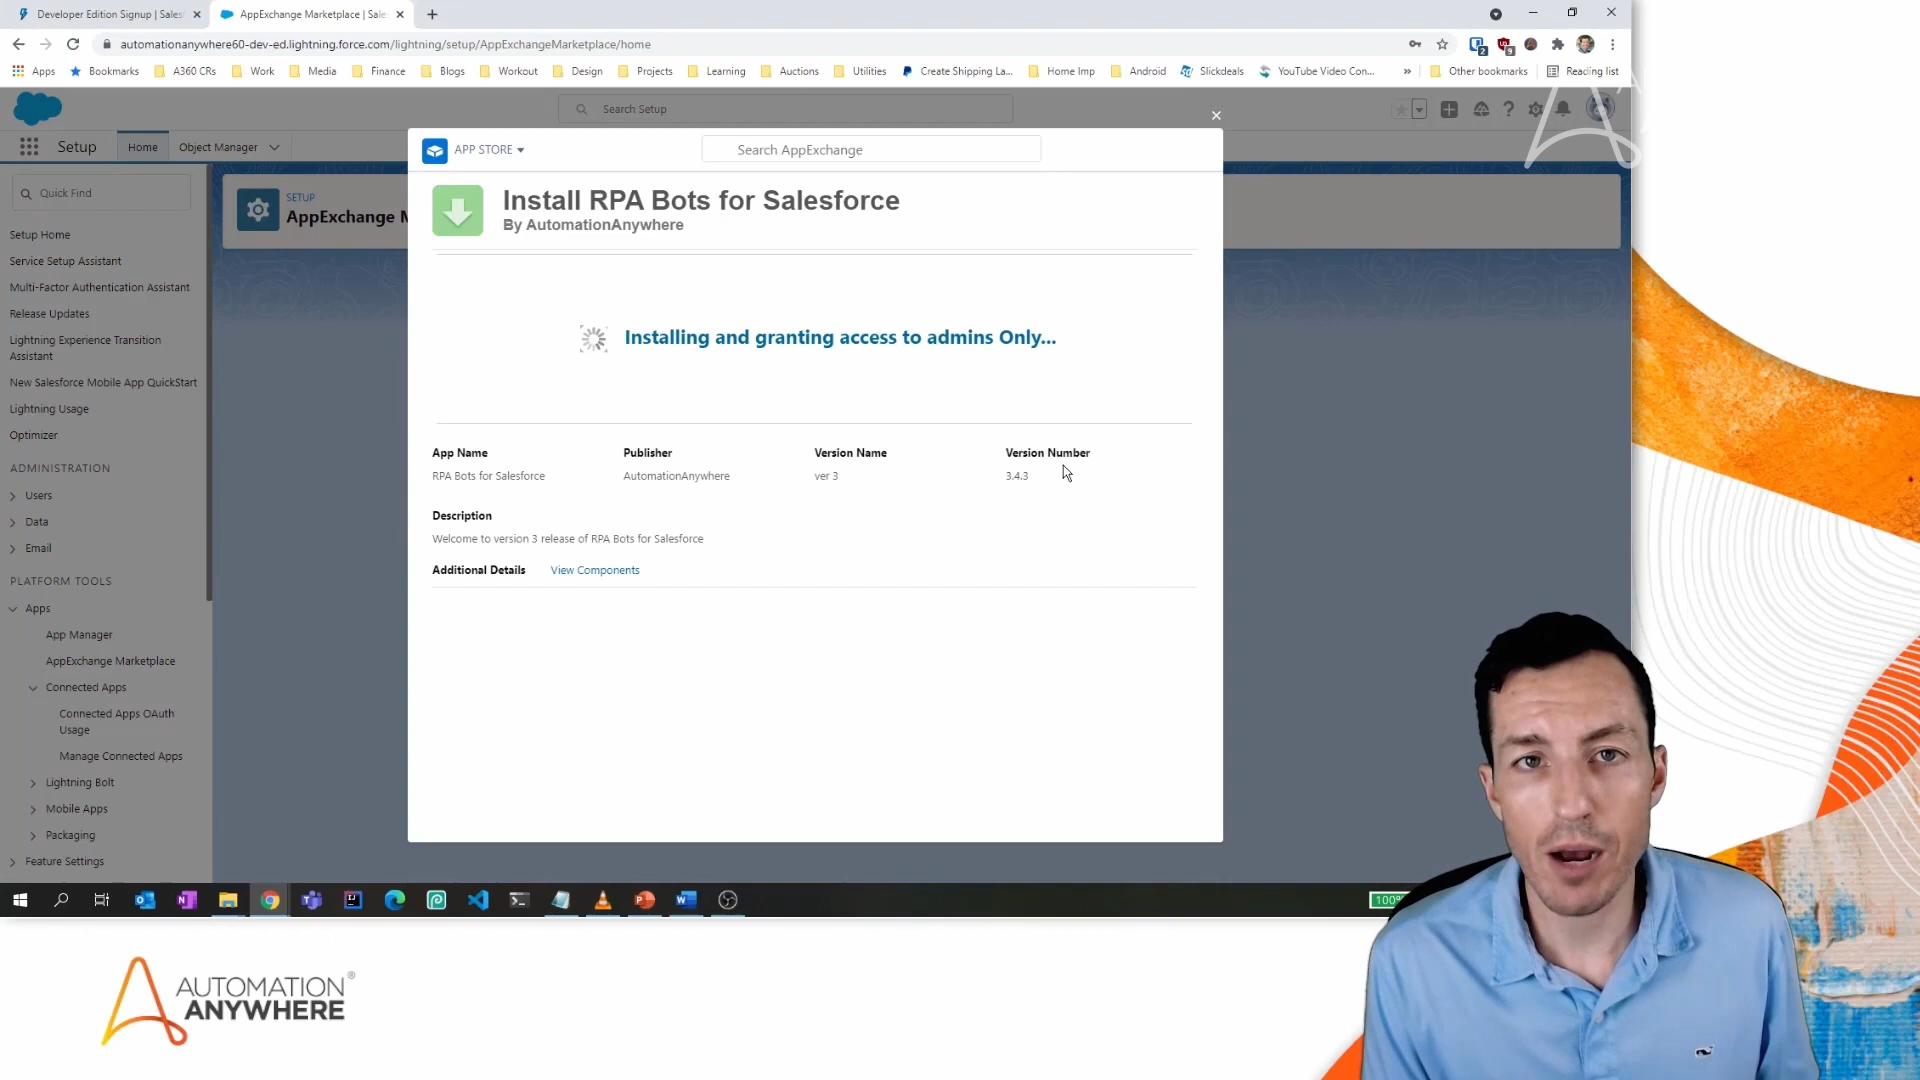 Developer Edition Signup | Sales
AppExchange Marketplace | Sale
automationanywhere60-dev-ed.lightning.force.com/lightning/setup/AppExchangeMarketplace/home
Apps
Bookmarks
A360 CRs
Work
Media
Finance
Blogs
Workout
Design
Projects
Learning
Auctions
Utilities
Create Shipping La...
Home Imp
Android
Slickdeals
YouTube Video Con...
»
Other bookmarks
Reading list
Search Setup
Setup
Home
Object Manager
Quick Find
Setup Home
Service Setup Assistant
Multi-Factor Authentication Assistant
Release Updates
Lightning Experience Transition
Assistant
New Salesforce Mobile App QuickStart
Lightning Usage
Optimizer
ADMINISTRATION
Users
Data
Email
PLATFORM TOOLS
Apps
App Manager
AppExchange Marketplace
Connected Apps
Connected Apps OAuth
Usage
Manage Connected Apps
Lightning Bolt
Mobile Apps
Packaging
Feature Settings
SETUP
AppExchange M
APP STORE
Search AppExchange
Install RPA Bots for Salesforce
By AutomationAnywhere
Installing and granting access to admins Only...
App Name
Publisher
Version Name
Version Number
RPA Bots for Salesforce
AutomationAnywhere
ver 3
3.4.3
Description
Welcome to version 3 release of RPA Bots for Salesforce
Additional Details
View Components
100%
AUTOMATION®
ANYWHERE